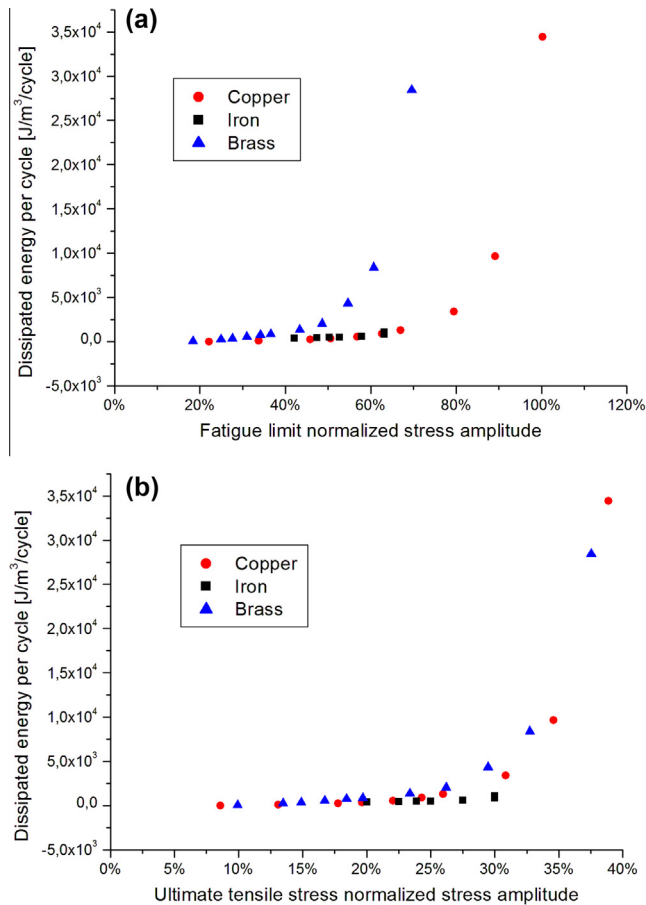 (a)
3,5x10⁴
3,0x10⁴
2,5x10⁴
2,0x10⁴
1,5x10⁴
1,0x10⁴
5,0x10³
0,0
-5,0x10³
Dissipated energy per cycle [J/m³/cycle]
Copper
Iron
Brass
0% 20% 40% 60% 80% 100% 120%
Fatigue limit normalized stress amplitude
(b)
3,5x10⁴
3,0x10⁴
2,5x10⁴
2,0x10⁴
1,5x10⁴
1,0x10⁴
5,0x10³
0,0
-5,0x10³
Dissipated energy per cycle [J/m³/cycle]
Copper
Iron
Brass
0% 5% 10% 15% 20% 25% 30% 35% 40%
Ultimate tensile stress normalized stress amplitude